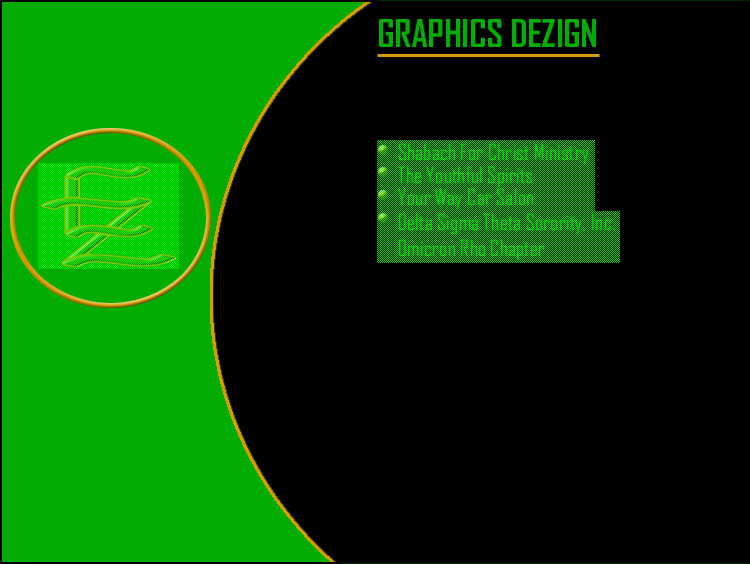 GRAPHICS DEZIGN
EZ
Shabach For Christ Ministry
The Youthful Spirits
Your Way Car Salon
Delta Sigma Theta Sorority, Inc.
Omicron Rho Chapter